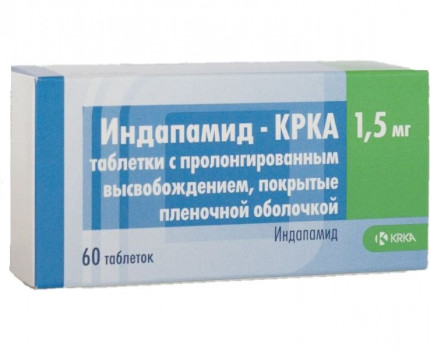 Индапамид - КРКА 1,5 мг
таблетки с пролонгированным
высвобождением, покрытые
пленочной оболочкой
Индапамид
60 таблеток
KRKA